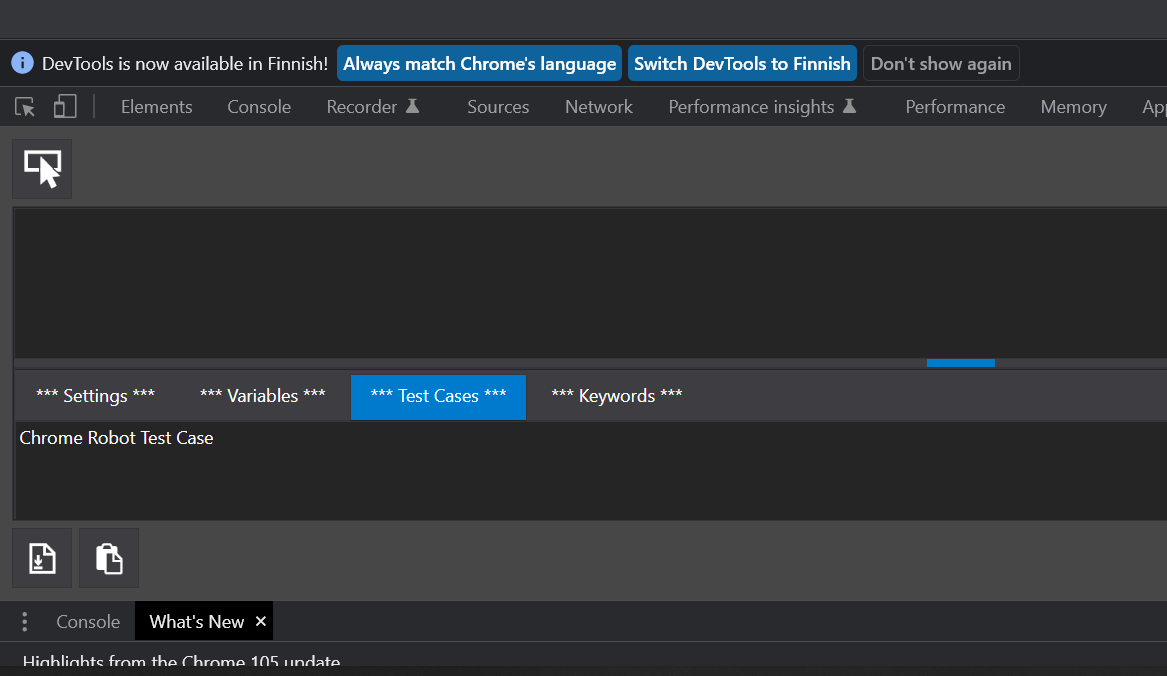 DevTools is now available in Finnish! Always match Chrome's language Switch DevTools to Finnish Don't show again
Elements Console Recorder Sources Network Performance insights Performance Memory App
*** Settings *** *** Variables *** *** Test Cases *** *** Keywords ***
Chrome Robot Test Case
Console What's New ×
Highlights from the Chrome 105 update